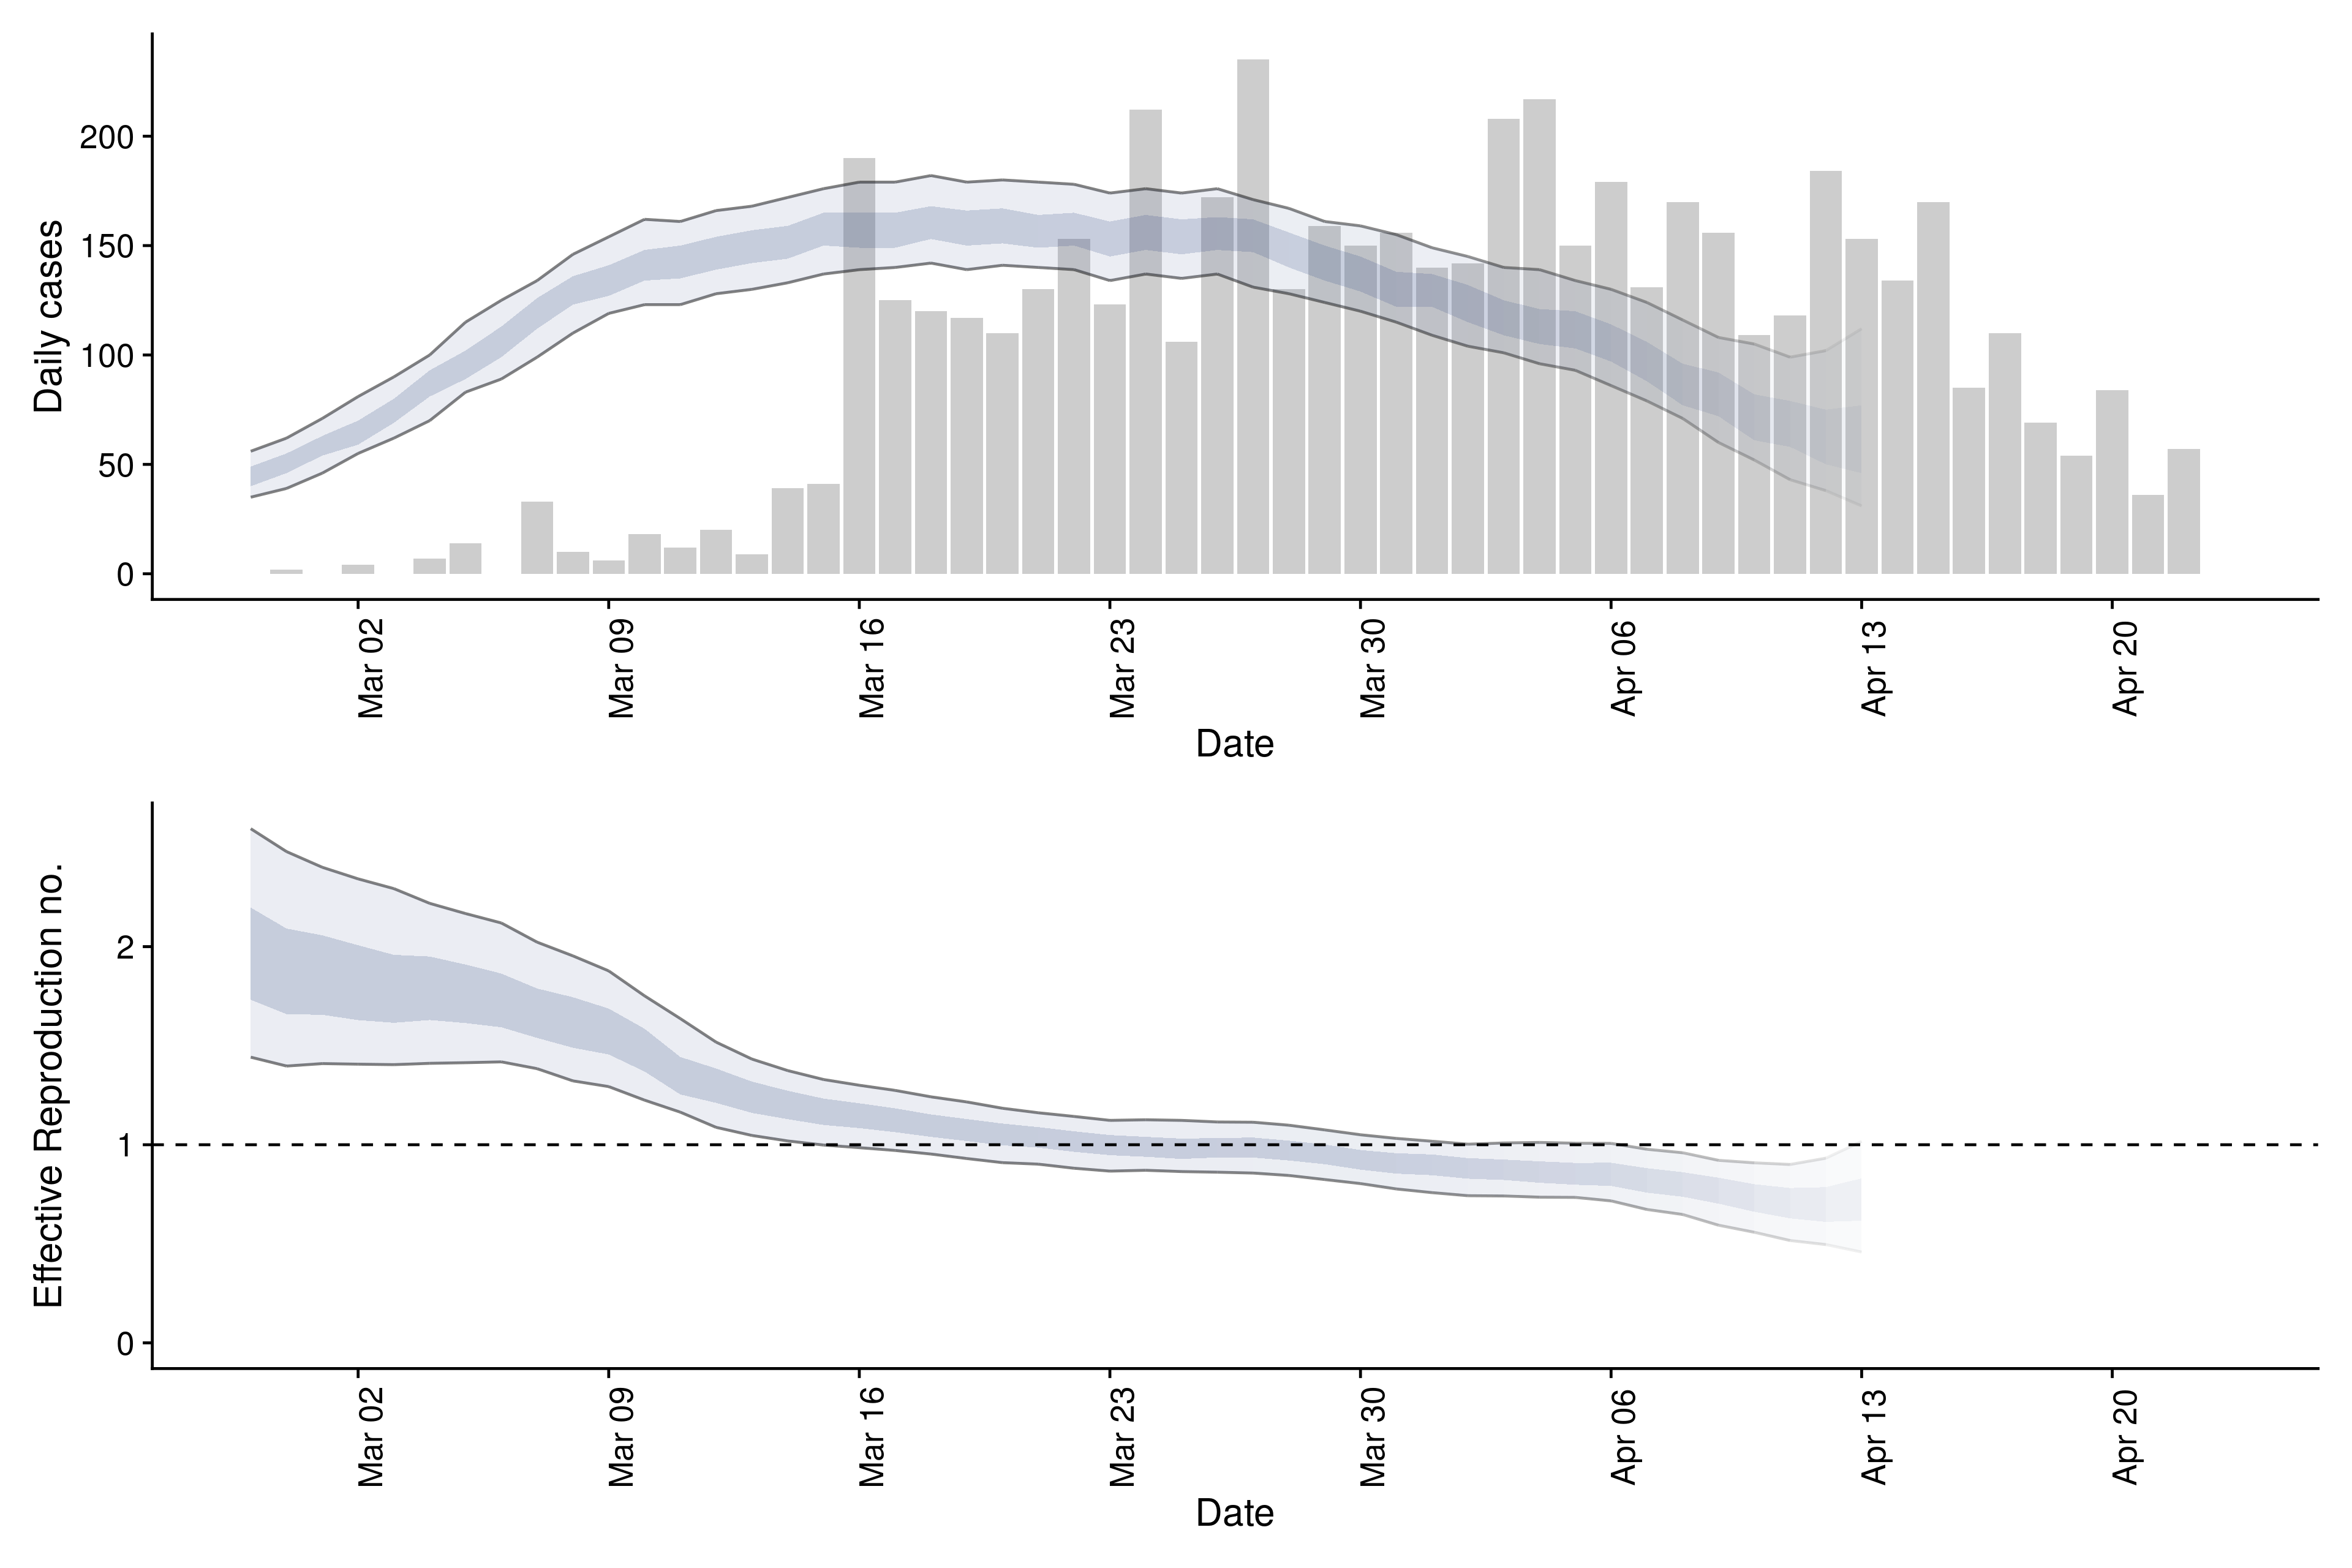 Daily cases
200
150
100
50
0
Mar 02
Mar 09
Mar 16
Mar 23
Mar 30
Apr 06
Apr 13
Apr 20
Date
Effective Reproduction no.
2
1
0
Mar 02
Mar 09
Mar 16
Mar 23
Mar 30
Apr 06
Apr 13
Apr 20
Date